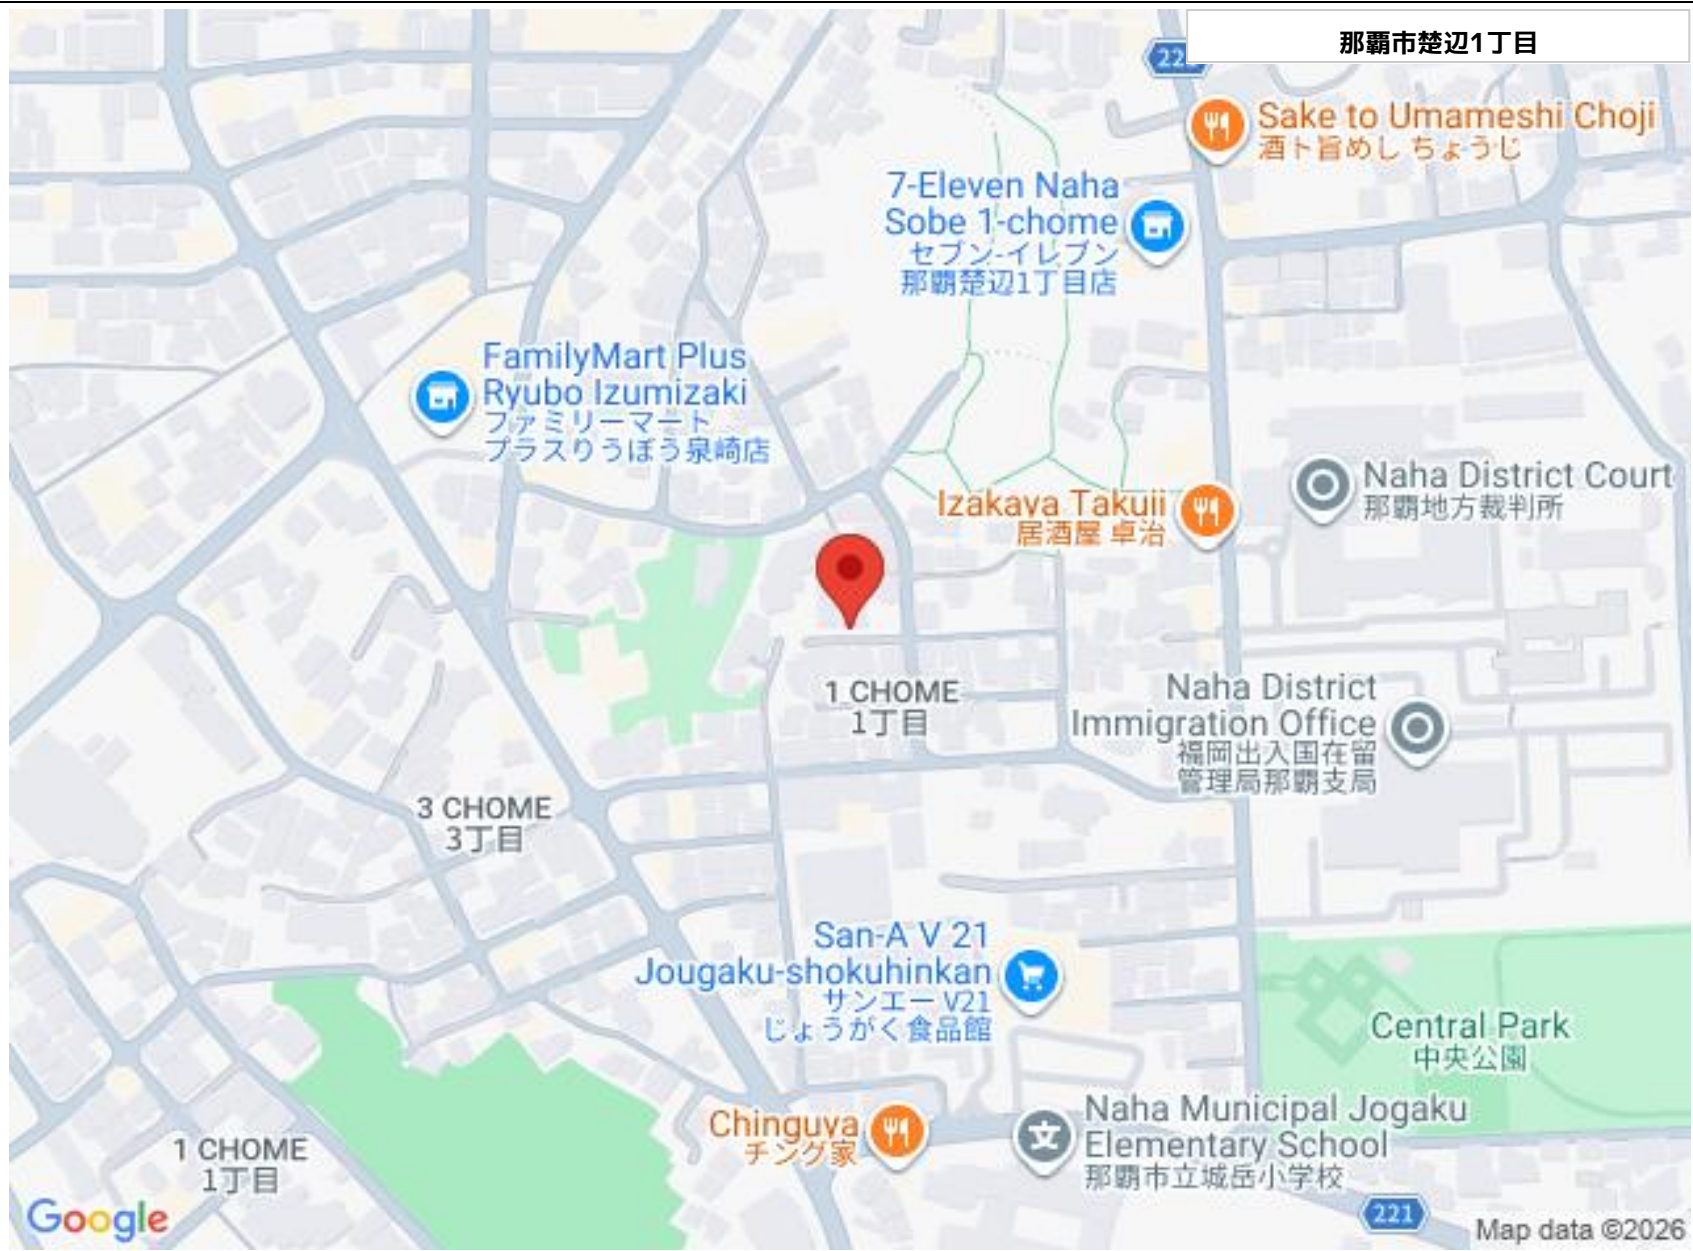 那覇市楚辺1丁目
22
Sake to Umameshi Choji
酒ト旨めし ちょうじ
7-Eleven Naha
Sobe 1-chome
セブン-イレブン
那覇楚辺1丁目店
FamilyMart Plus
Ryubo Izumizaki
ファミリーマート
プラスりうぼう泉崎店
Naha District Court
那覇地方裁判所
Izakaya Takuji
居酒屋 卓治
Naha District
Immigration Office
福岡出入国在留
管理局那覇支局
1 CHOME
1丁目
3 CHOME
3丁目
San-A V 21
Jougaku-shokuhinkan
サンエー V21
じょうがく食品館
Central Park
中央公園
Chinguya
チング家
Naha Municipal Jogaku
Elementary School
那覇市立城岳小学校
1 CHOME
1丁目
Google
221
Map data ©2026